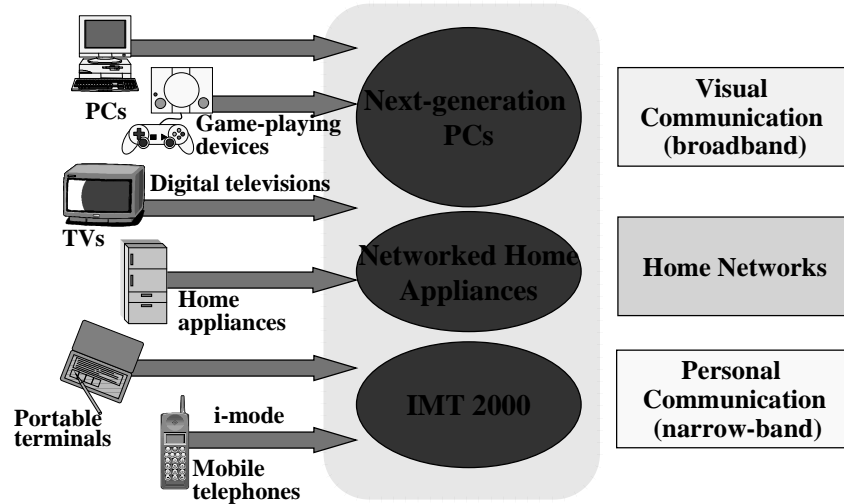 PCs
Game-playing
devices
Digital televisions
TVs
Home
appliances
Portable
terminals
i-mode
Mobile
telephones
Next-generation
PCs
Networked Home
Appliances
IMT 2000
Visual
Communication
(broadband)
Home Networks
Personal
Communication
(narrow-band)